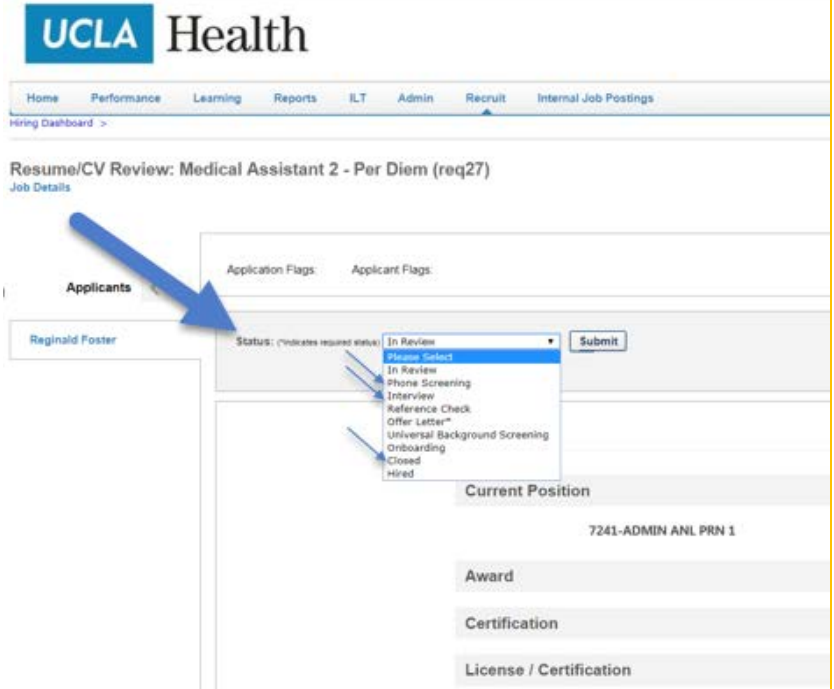 UCLA Health
Home Performance Learning Reports ILT Admin Recruit Internal Job Postings
Hiring Dashboard >
Resume/CV Review: Medical Assistant 2 - Per Diem (req27)
Job Details
Application Flags: Applicant Flags:
Applicants
Reginald Foster
Status: (*indicates required status) In Review Submit
Please Select
In Review
Phone Screening
Interview
Reference Check
Offer Letter*
Universal Background Screening
Onboarding
Closed
Hired
Current Position
7241-ADMIN ANL PRN 1
Award
Certification
License / Certification